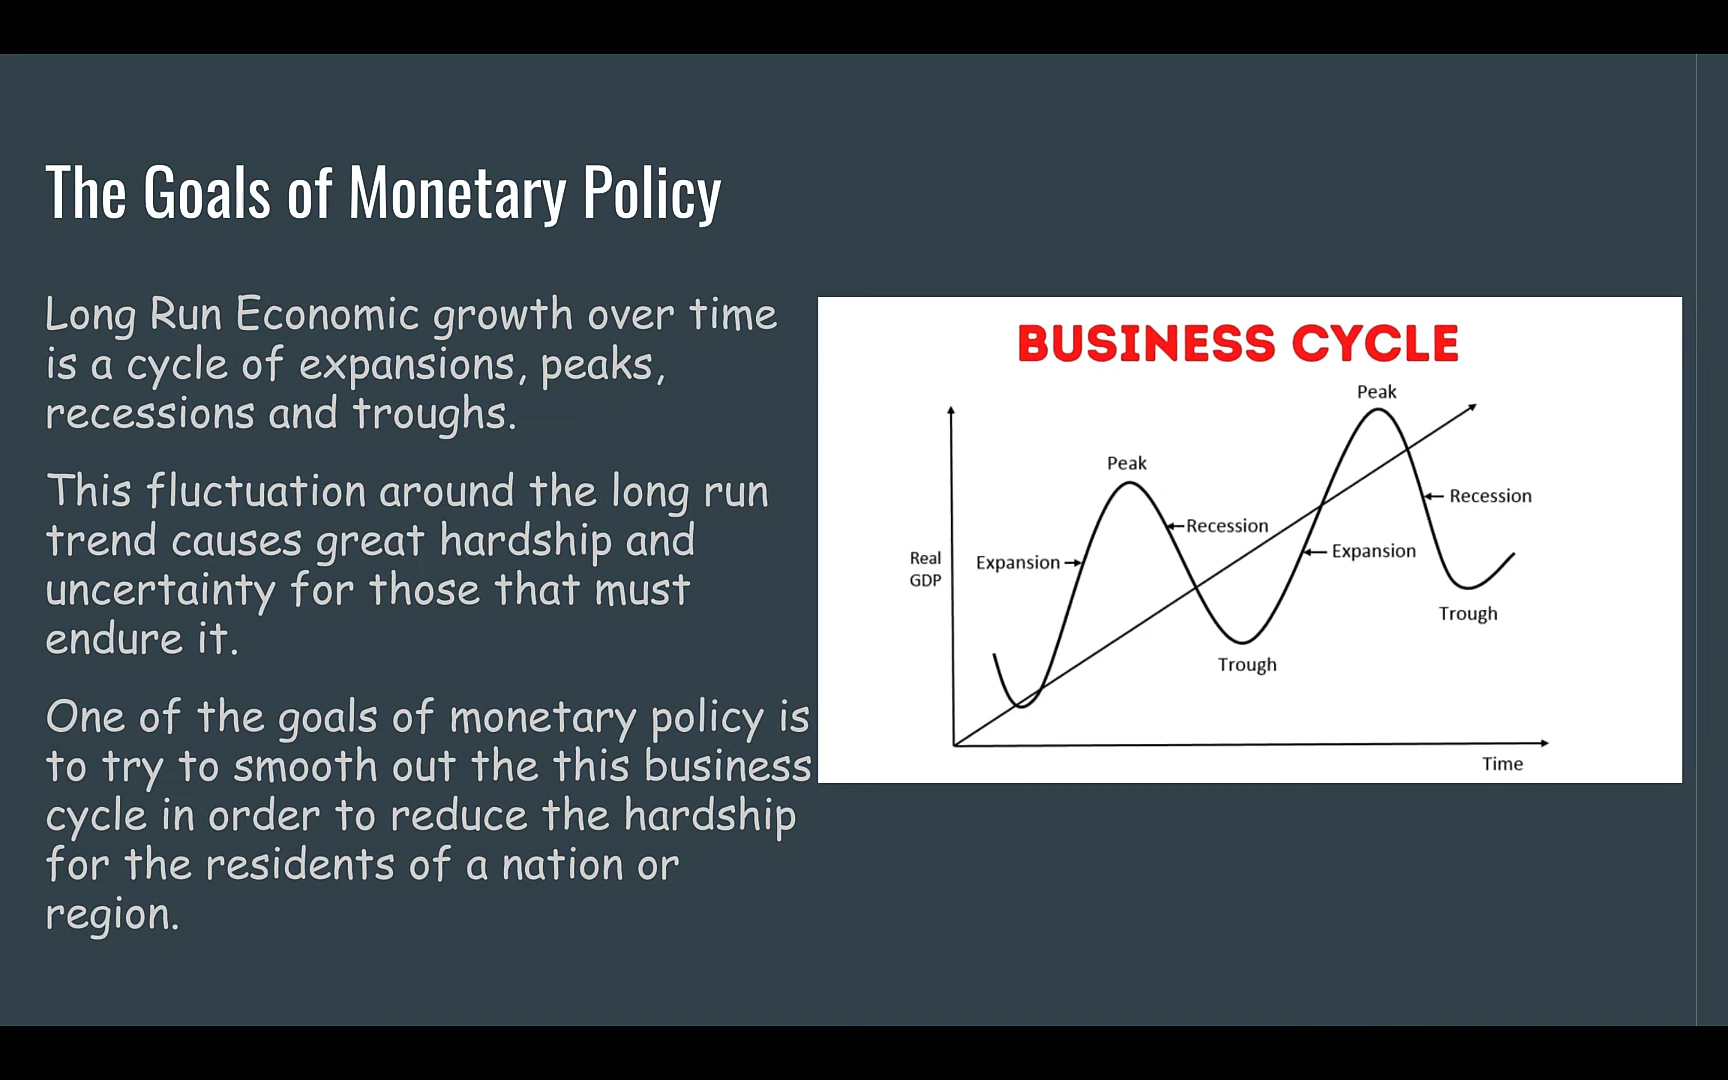 The Goals of Monetary Policy
Long Run Economic growth over time
is a cycle of expansions, peaks,
recessions and troughs.
This fluctuation around the long run
trend causes great hardship and
uncertainty for those that must
endure it.
One of the goals of monetary policy is
to try to smooth out the this business
cycle in order to reduce the hardship
for the residents of a nation or
region.
BUSINESS CYCLE
Peak
Peak
Recession
Recession
Expansion
Expansion
Real
GDP
Trough
Trough
Time